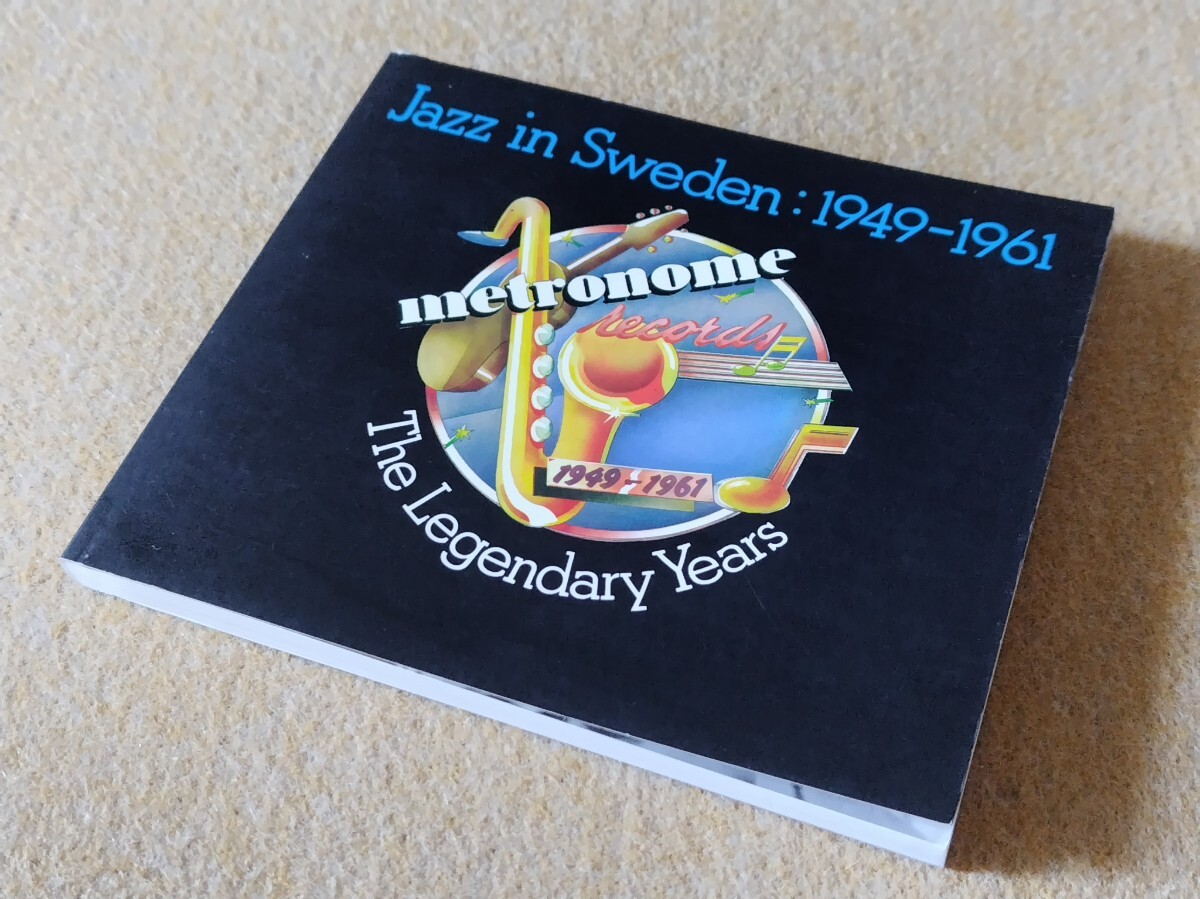 Jazz in Sweden : 1949-1961
metronome
records
1949-1961
The Legendary Years